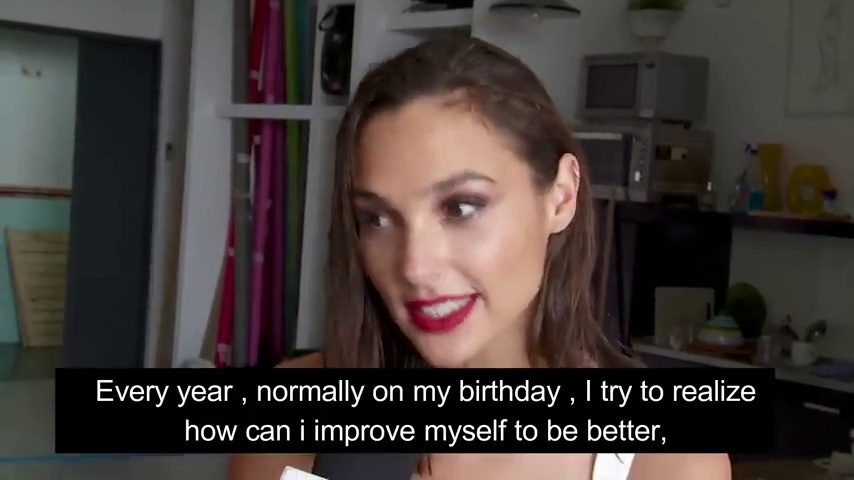 Every year , normally on my birthday , I try to realize
how can i improve myself to be better,